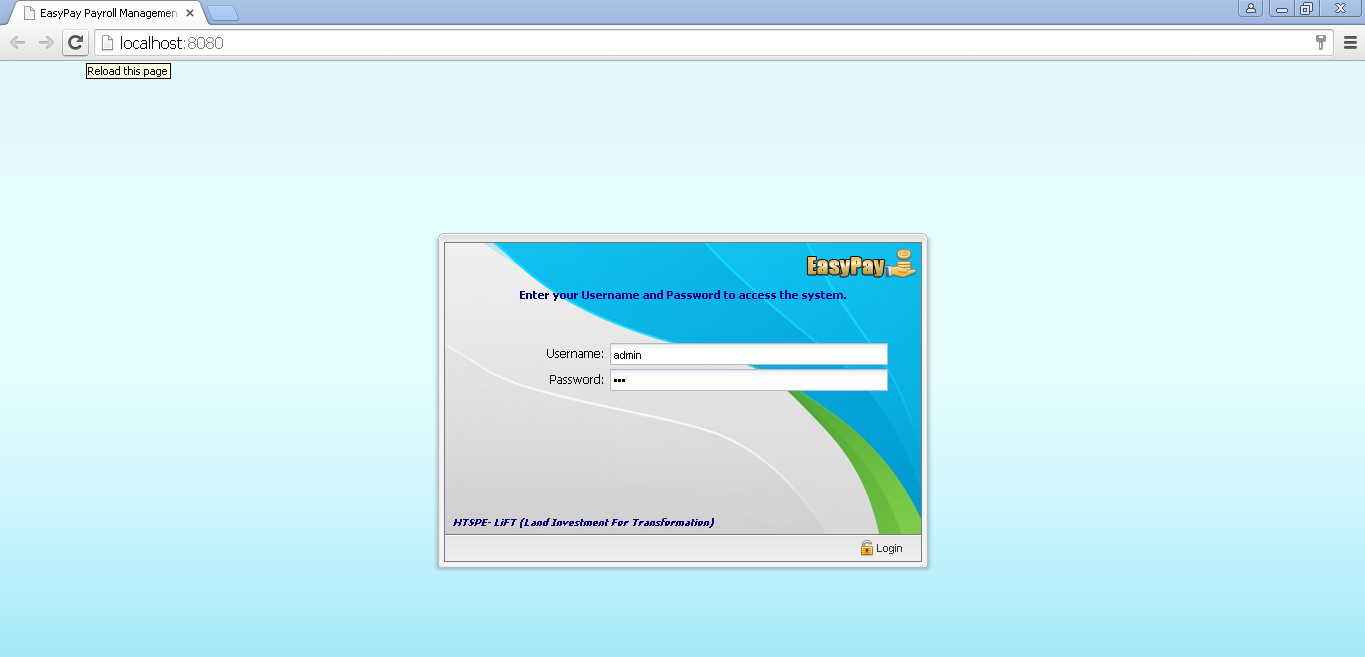 EasyPay Payroll Managemen
localhost:8080
Reload this page
EasyPay
Enter your Username and Password to access the system.
Username: admin
Password: •••
HTSPE- LiFT (Land Investment For Transformation)
Login